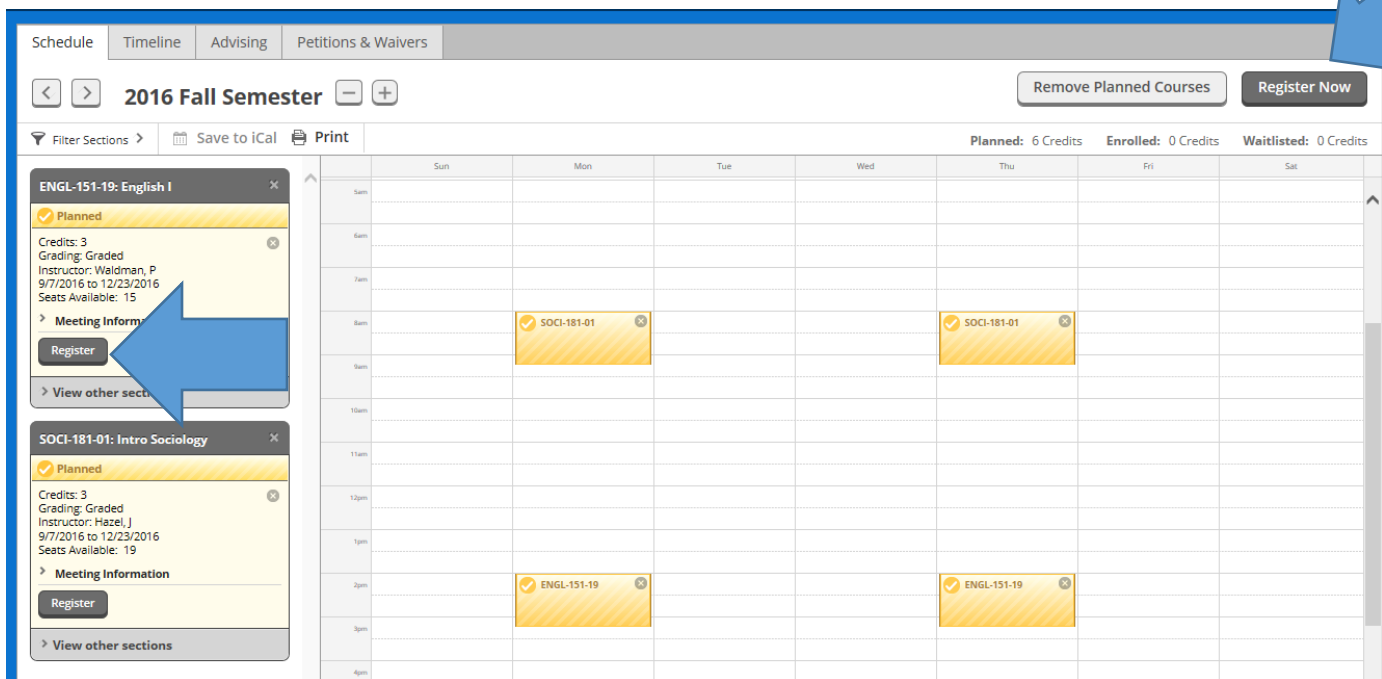 Schedule Timeline Advising Petitions & Waivers
2016 Fall Semester
Remove Planned Courses Register Now
Filter Sections Save to iCal Print
Planned: 6 Credits Enrolled: 0 Credits Waitlisted: 0 Credits
ENGL-151-19: English I
Planned
Credits: 3
Grading: Graded
Instructor: Waldman, P
9/7/2016 to 12/23/2016
Seats Available: 15
Meeting
Register
View other
SOCI-181-01: Intro Sociology
Planned
Credits: 3
Grading: Graded
Instructor: Hazel, J
9/7/2016 to 12/23/2016
Seats Available: 19
Meeting Information
Register
View other sections
Sun Mon Tue Wed Thu Fri Sat
5am
6am
7am
8am SOCI-181-01 SOCI-181-01
9am
10am
11am
12pm
1pm
2pm ENGL-151-19 ENGL-151-19
3pm
4pm